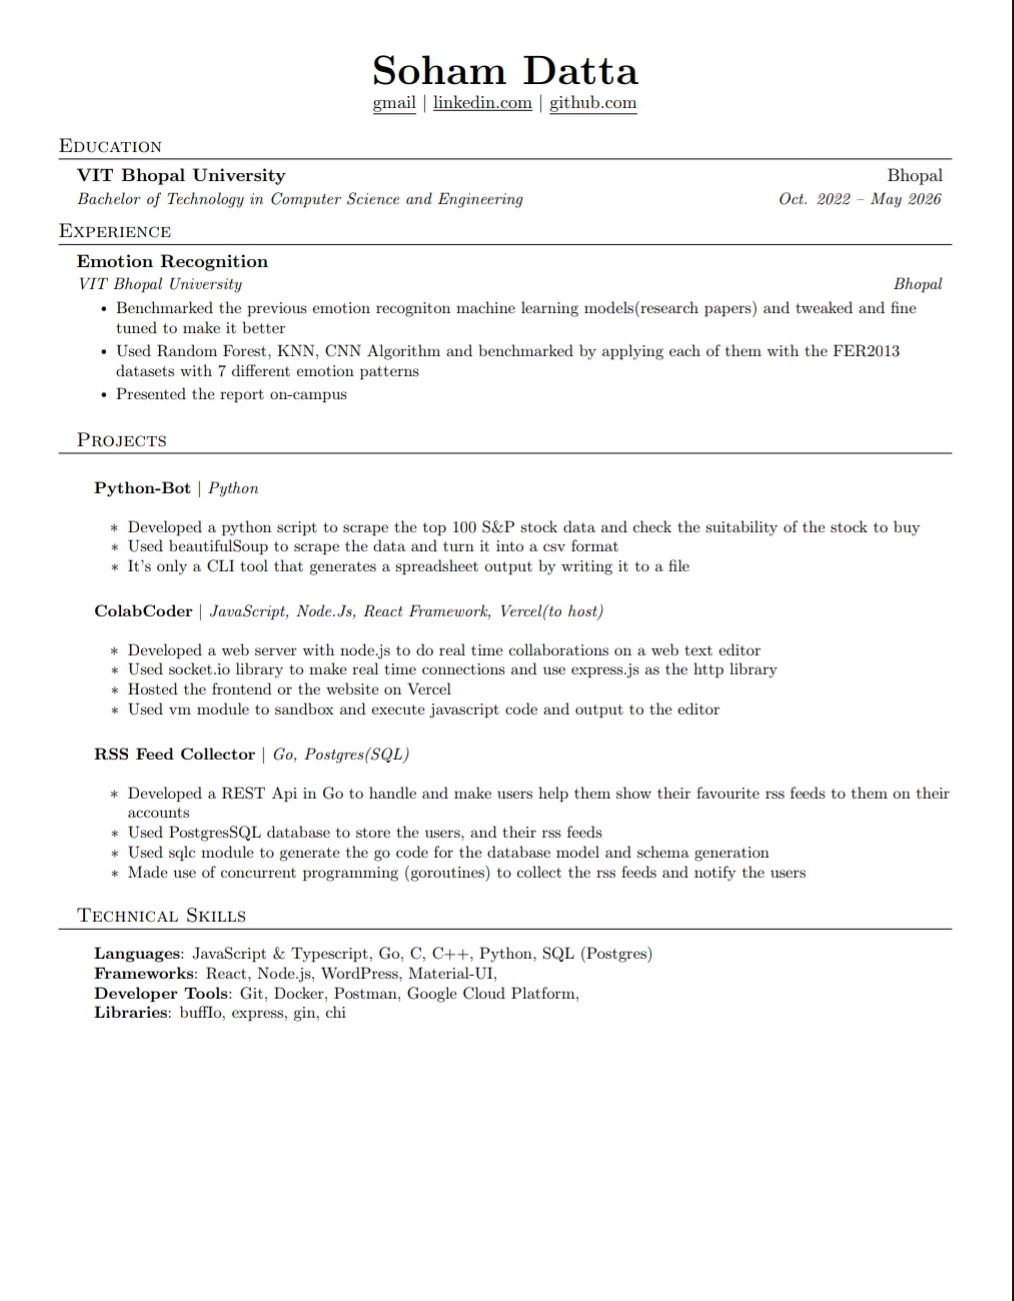 Soham Datta
gmail | linkedin.com | github.com
Education
VIT Bhopal University Bhopal
Bachelor of Technology in Computer Science and Engineering Oct. 2022 – May 2026
Experience
Emotion Recognition
VIT Bhopal University Bhopal
• Benchmarked the previous emotion recogniton machine learning models(research papers) and tweaked and fine
tuned to make it better
• Used Random Forest, KNN, CNN Algorithm and benchmarked by applying each of them with the FER2013
datasets with 7 different emotion patterns
• Presented the report on-campus
Projects
Python-Bot | Python
* Developed a python script to scrape the top 100 S&P stock data and check the suitability of the stock to buy
* Used beautifulSoup to scrape the data and turn it into a csv format
* It's only a CLI tool that generates a spreadsheet output by writing it to a file
ColabCoder | JavaScript, Node.Js, React Framework, Vercel(to host)
* Developed a web server with node.js to do real time collaborations on a web text editor
* Used socket.io library to make real time connections and use express.js as the http library
* Hosted the frontend or the website on Vercel
* Used vm module to sandbox and execute javascript code and output to the editor
RSS Feed Collector | Go, Postgres(SQL)
* Developed a REST Api in Go to handle and make users help them show their favourite rss feeds to them on their
accounts
* Used PostgresSQL database to store the users, and their rss feeds
* Used sqlc module to generate the go code for the database model and schema generation
* Made use of concurrent programming (goroutines) to collect the rss feeds and notify the users
Technical Skills
Languages: JavaScript & Typescript, Go, C, C++, Python, SQL (Postgres)
Frameworks: React, Node.js, WordPress, Material-UI,
Developer Tools: Git, Docker, Postman, Google Cloud Platform,
Libraries: buffIo, express, gin, chi